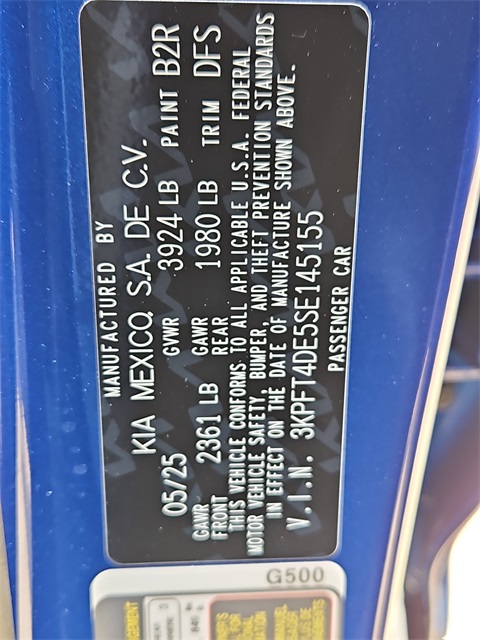 MANUFACTURED BY
KIA MEXICO, S.A. DE C.V.
05/25 GVWR 3924 LB PAINT B2R
GAWR FRONT 2361 LB GAWR REAR 1980 LB TRIM DFS
THIS VEHICLE CONFORMS TO ALL APPLICABLE U.S.A. FEDERAL
MOTOR VEHICLE SAFETY, BUMPER, AND THEFT PREVENTION STANDARDS
IN EFFECT ON THE DATE OF MANUFACTURE SHOWN ABOVE.
V.I.N. 3KPFT4DE5SE145155
PASSENGER CAR
G500